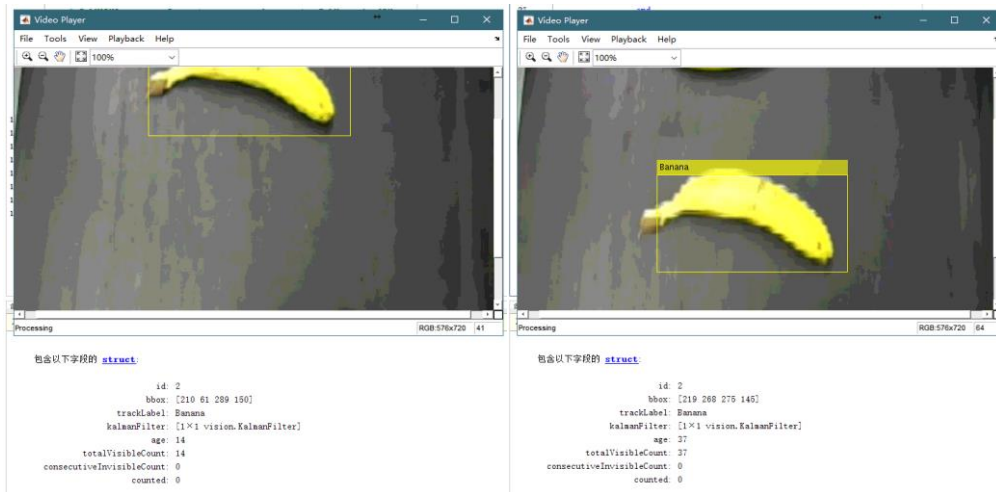 Video Player
File Tools View Playback Help
100%
Processing RGB:576x720 41
包含以下字段的 struct:
id: 2
bbox: [210 61 289 150]
trackLabel: Banana
kalmanFilter: [1×1 vision.KalmanFilter]
age: 14
totalVisibleCount: 14
consecutiveInvisibleCount: 0
counted: 0
Video Player
File Tools View Playback Help
100%
Banana
Processing RGB:576x720 64
包含以下字段的 struct:
id: 2
bbox: [219 268 275 145]
trackLabel: Banana
kalmanFilter: [1×1 vision.KalmanFilter]
age: 37
totalVisibleCount: 37
consecutiveInvisibleCount: 0
counted: 0